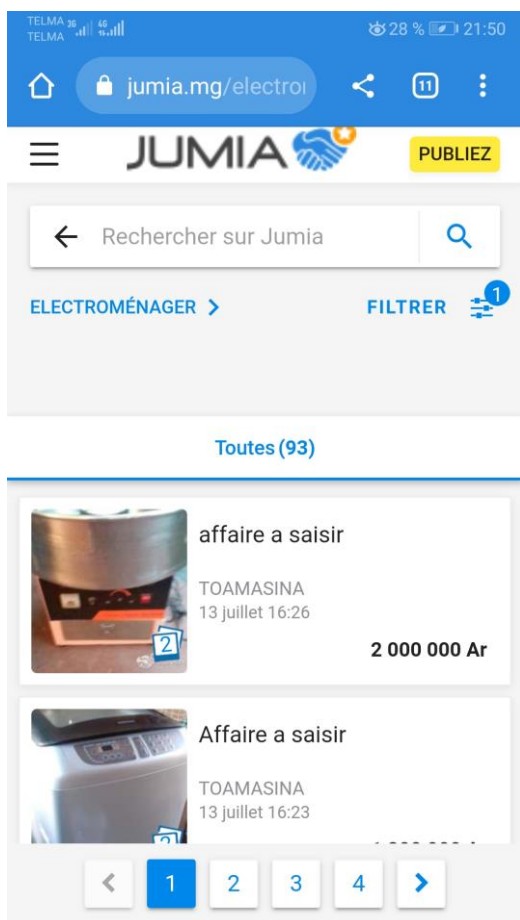 TELMA 3G 4G
TELMA
28 % 21:50
jumia.mg/electro
11
JUMIA
PUBLIEZ
Rechercher sur Jumia
ELECTROMÉNAGER
FILTRER 1
Toutes (93)
affaire a saisir
TOAMASINA
13 juillet 16:26
2
2 000 000 Ar
Affaire a saisir
TOAMASINA
13 juillet 16:23
2
1 2 3 4